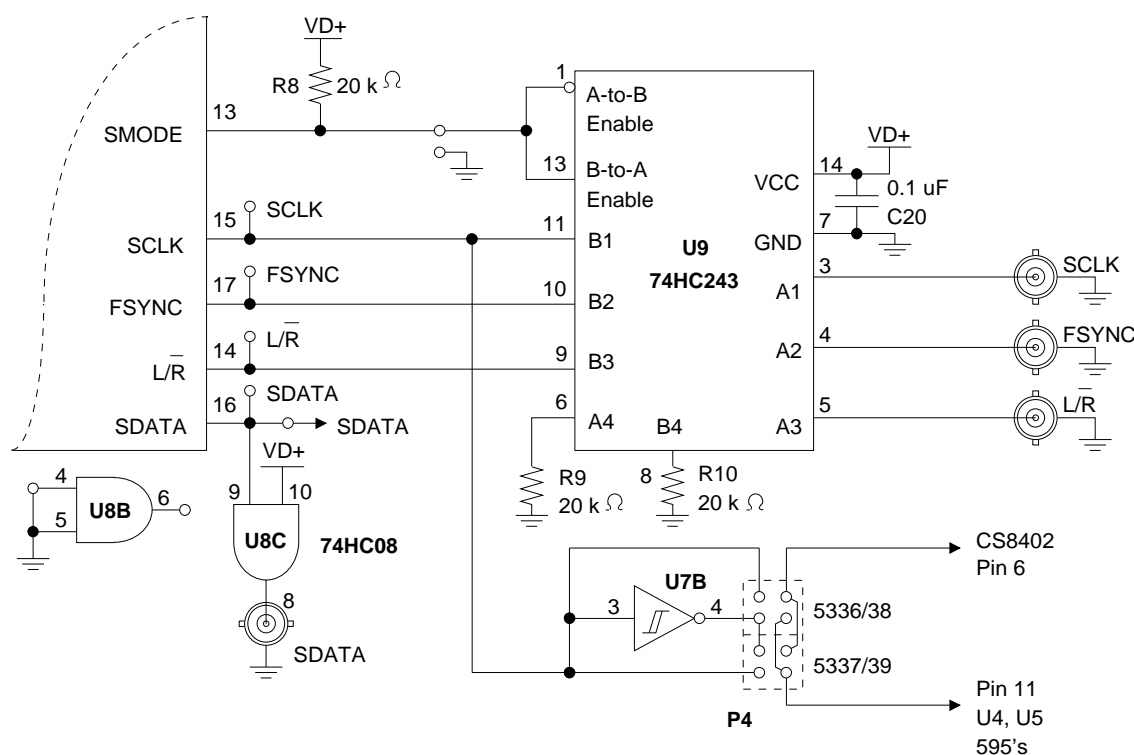 VD+
R8
20 k Ω
13
SMODE
1
A-to-B
Enable
13
B-to-A
Enable
VD+
14
VCC
0.1 uF
C20
7
GND
SCLK
15
SCLK
11
B1
U9
74HC243
3
A1
SCLK
FSYNC
17
FSYNC
10
B2
4
A2
FSYNC
L/R̅
14
L/R̅
9
B3
5
A3
L/R̅
SDATA
16
SDATA
SDATA
6
A4
B4
VD+
R9
20 k Ω
8
R10
20 k Ω
4
5
U8B
6
9
10
U8C
74HC08
8
SDATA
U7B
3
4
CS8402
Pin 6
5336/38
5337/39
P4
Pin 11
U4, U5
595's